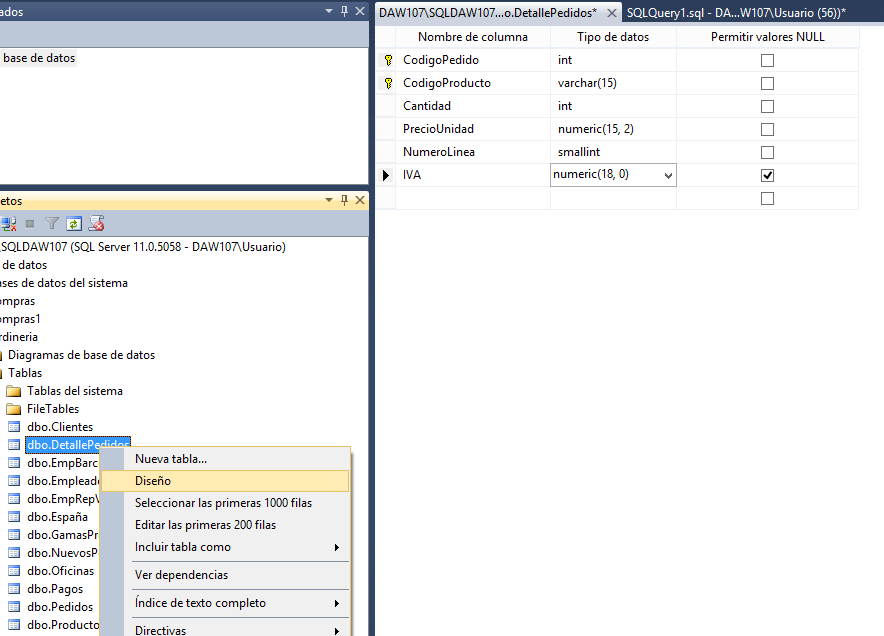 ados
DAW107\SQLDAW107...o.DetallePedidos*
SQLQuery1.sql - DA...W107\Usuario (56))*
base de datos
Nombre de columna Tipo de datos Permitir valores NULL
CodigoPedido int
CodigoProducto varchar(15)
Cantidad int
PrecioUnidad numeric(15, 2)
NumeroLinea smallint
IVA numeric(18, 0)
etos
\SQLDAW107 (SQL Server 11.0.5058 - DAW107\Usuario)
de datos
ases de datos del sistema
ompras
ompras1
rdineria
Diagramas de base de datos
Tablas
Tablas del sistema
FileTables
dbo.Clientes
dbo.DetallePedidos
dbo.EmpBarc
dbo.Emplead
dbo.EmpRepV
dbo.España
dbo.GamasPr
dbo.NuevosP
dbo.Oficinas
dbo.Pagos
dbo.Pedidos
dbo.Producto
Nueva tabla...
Diseño
Seleccionar las primeras 1000 filas
Editar las primeras 200 filas
Incluir tabla como
Ver dependencias
Índice de texto completo
Directivas